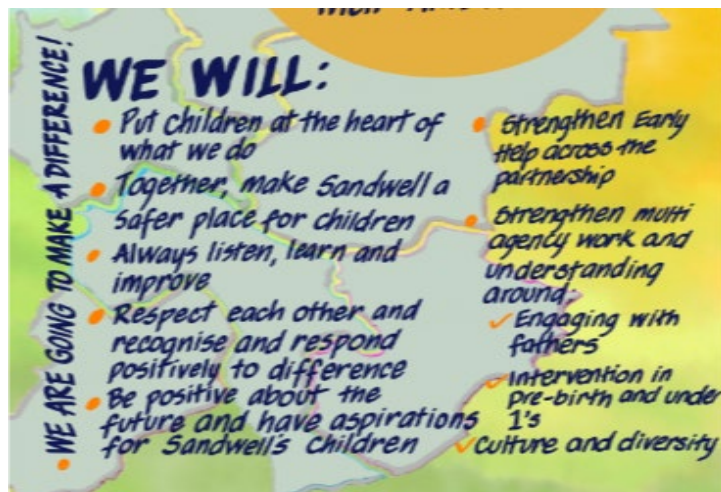 WE ARE GOING TO MAKE A DIFFERENCE!
WE WILL:
Put children at the heart of
what we do
Together, make Sandwell a
safer place for children
Always listen, learn and
improve
Respect each other and
recognise and respond
positively to difference
Be positive about the
future and have aspirations
for Sandwell's children
Strengthen Early
Help across the
partnership
Strengthen multi
agency work and
understanding
around:
✓ Engaging with
fathers
✓ Intervention in
pre-birth and under
1's
✓ Culture and diversity